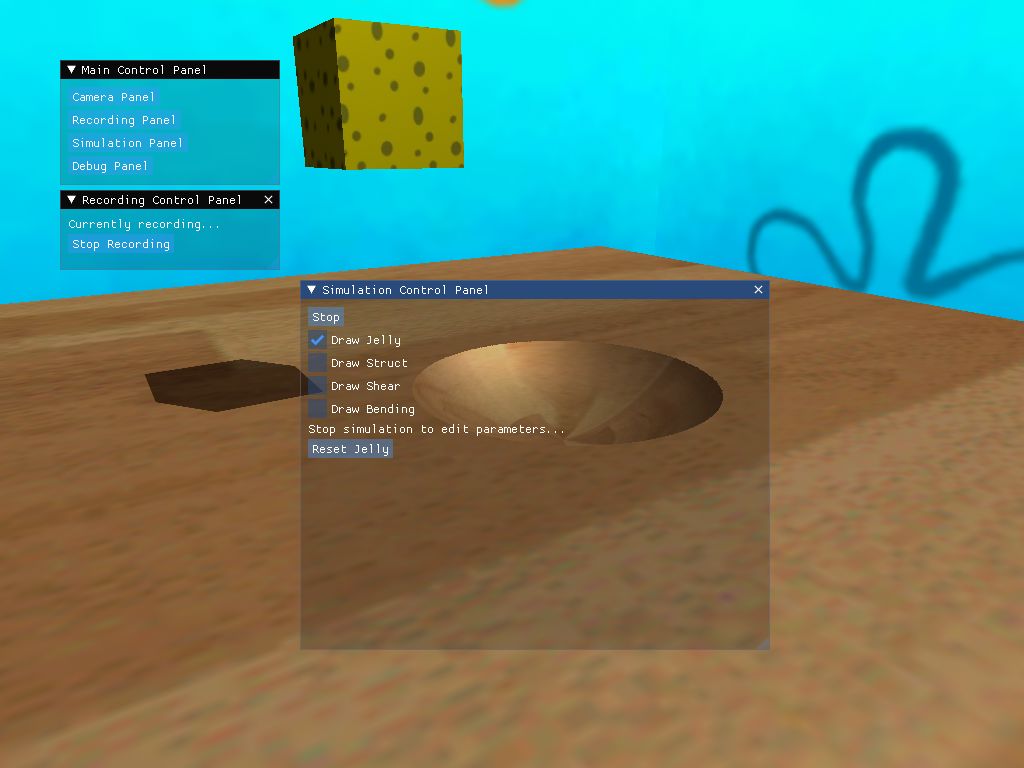 Main Control Panel
Camera Panel
Recording Panel
Simulation Panel
Debug Panel
Recording Control Panel
Currently recording...
Stop Recording
Simulation Control Panel
Stop
Draw Jelly
Draw Struct
Draw Shear
Draw Bending
Stop simulation to edit parameters...
Reset Jelly